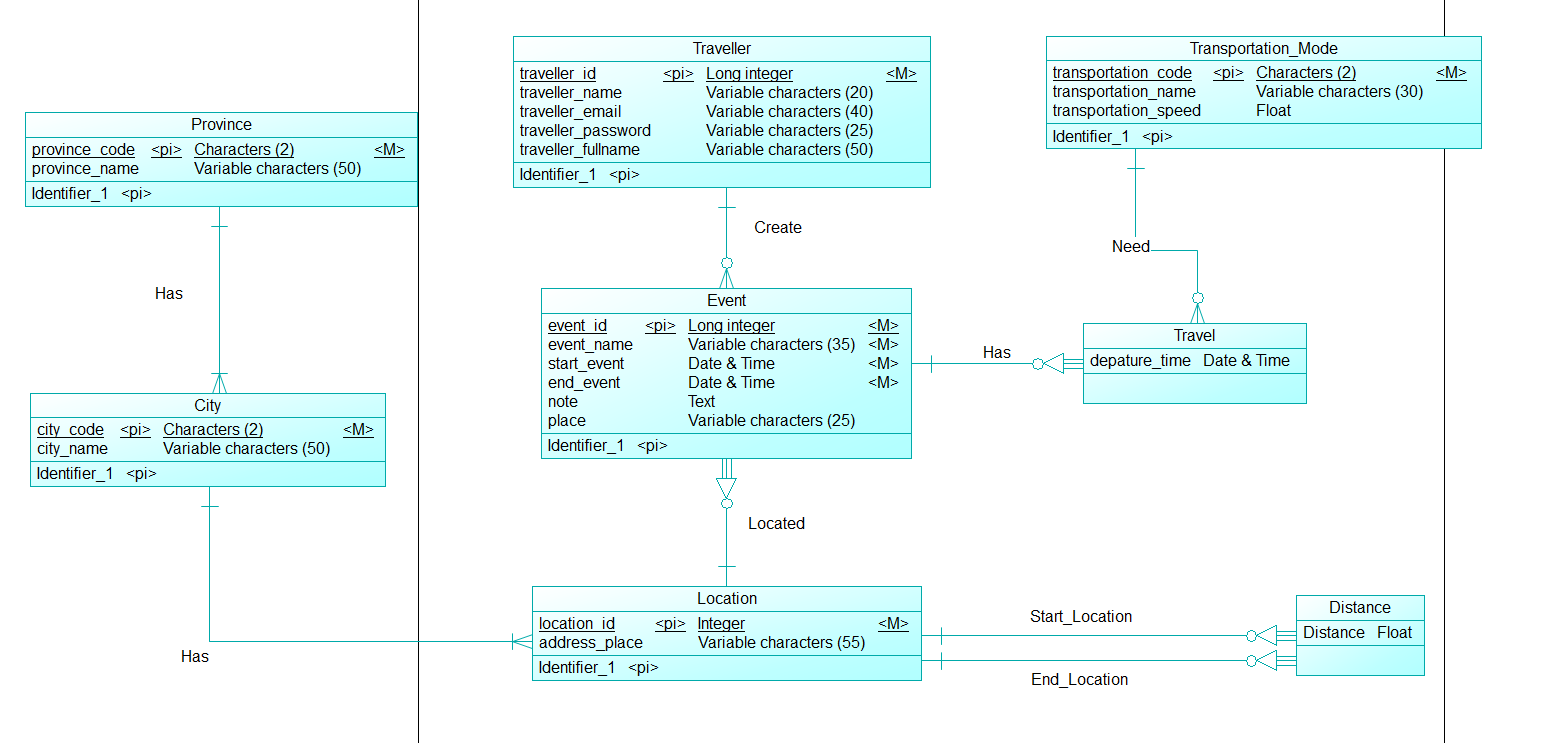 Traveller
traveller_id <pi> Long integer <M>
traveller_name Variable characters (20)
traveller_email Variable characters (40)
traveller_password Variable characters (25)
traveller_fullname Variable characters (50)
Identifier_1 <pi>
Transportation_Mode
transportation_code <pi> Characters (2) <M>
transportation_name Variable characters (30)
transportation_speed Float
Identifier_1 <pi>
Province
province_code <pi> Characters (2) <M>
province_name Variable characters (50)
Identifier_1 <pi>
Create
Need
Has
Event
event_id <pi> Long integer <M>
event_name Variable characters (35) <M>
start_event Date & Time <M>
end_event Date & Time <M>
note Text
place Variable characters (25)
Identifier_1 <pi>
Has
Travel
depature_time Date & Time
City
city_code <pi> Characters (2) <M>
city_name Variable characters (50)
Identifier_1 <pi>
Located
Has
Location
location_id <pi> Integer <M>
address_place Variable characters (55)
Identifier_1 <pi>
Start_Location
End_Location
Distance
Distance Float